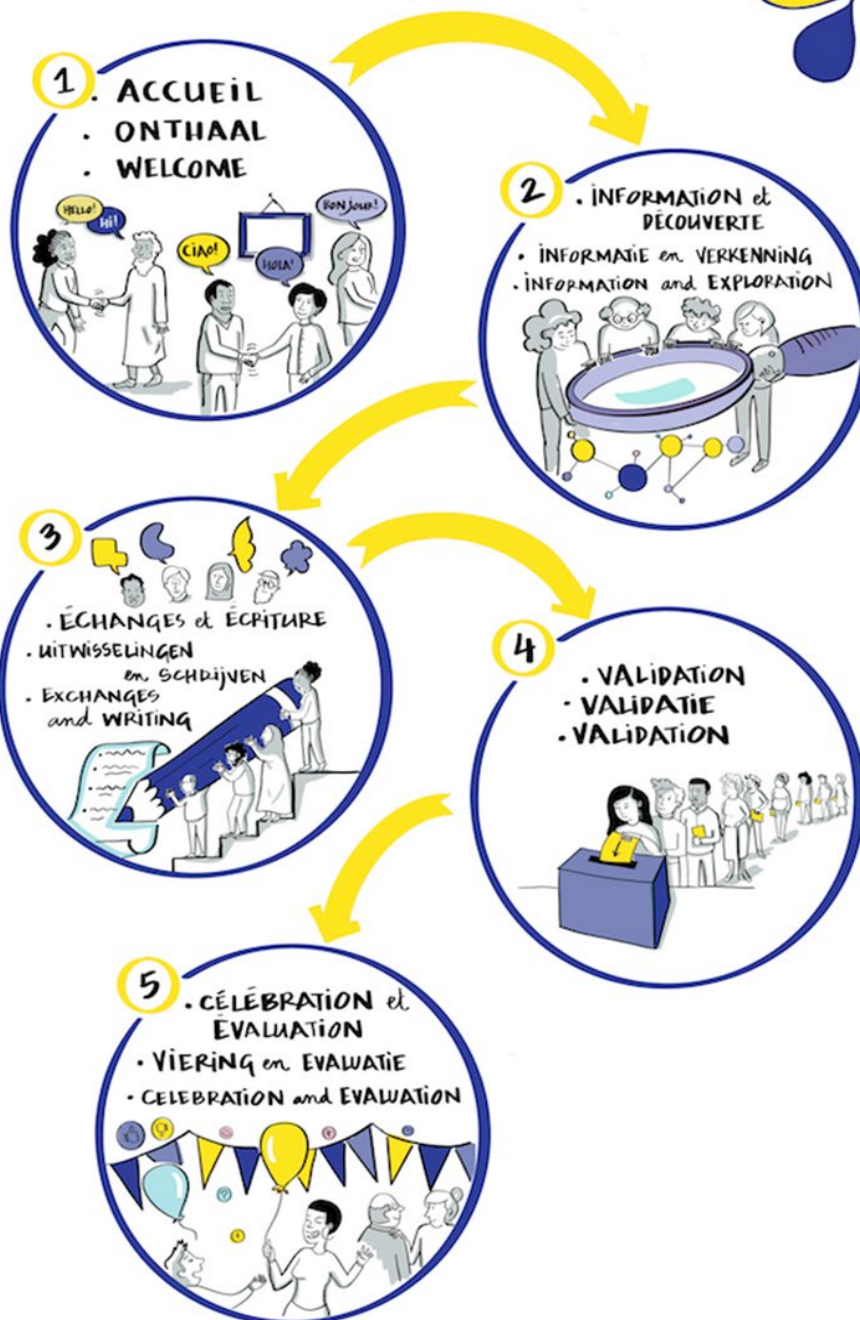 1
. ACCUEIL
. ONTHAAL
. WELCOME
HELLO!
Hi!
CIAO!
HOLA!
BONJOUR!
2
. INFORMATION et
DÉCOUVERTE
. INFORMATIE en VERKENNING
. INFORMATION and EXPLORATION
3
. ÉCHANGES et ÉCRITURE
. UITWISSELINGEN
en SCHRIJVEN
. EXCHANGES
and WRITING
4
. VALIDATION
. VALIDATIE
. VALIDATION
5
. CÉLÉBRATION et
ÉVALUATION
. VIERING en EVALUATIE
. CELEBRATION and EVALUATION